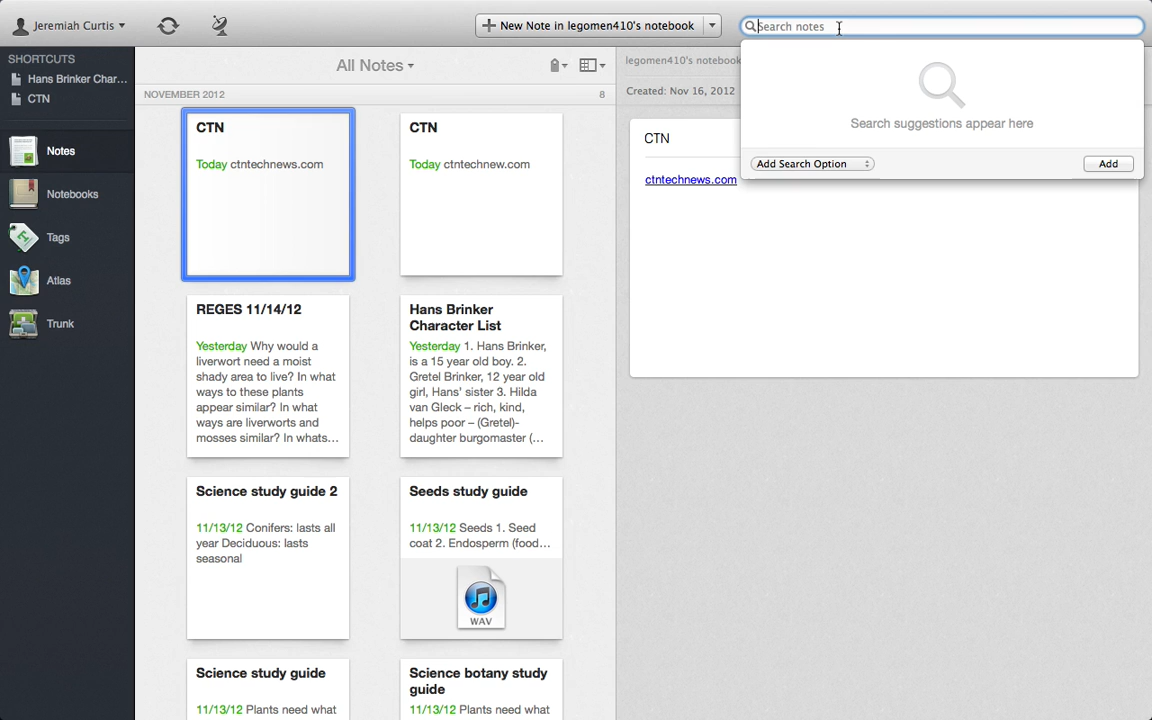 Jeremiah Curtis
New Note in legomen410's notebook
Search notes
SHORTCUTS
Hans Brinker Char...
CTN
Notes
Notebooks
Tags
Atlas
Trunk
All Notes
NOVEMBER 2012
8
CTN
Today ctntechnews.com
CTN
Today ctntechnew.com
REGES 11/14/12
Yesterday Why would a
liverwort need a moist
shady area to live? In what
ways to these plants
appear similar? In what
ways are liverworts and
mosses similar? In whats...
Hans Brinker
Character List
Yesterday 1. Hans Brinker,
is a 15 year old boy. 2.
Gretel Brinker, 12 year old
girl, Hans' sister 3. Hilda
van Gleck – rich, kind,
helps poor – (Gretel)-
daughter burgomaster (...
Science study guide 2
11/13/12 Conifers: lasts all
year Deciduous: lasts
seasonal
Seeds study guide
11/13/12 Seeds 1. Seed
coat 2. Endosperm (food...
WAV
Science study guide
11/13/12 Plants need what
Science botany study
guide
11/13/12 Plants need what
legomen410's notebook
Created: Nov 16, 2012
CTN
ctntechnews.com
Search suggestions appear here
Add Search Option
Add